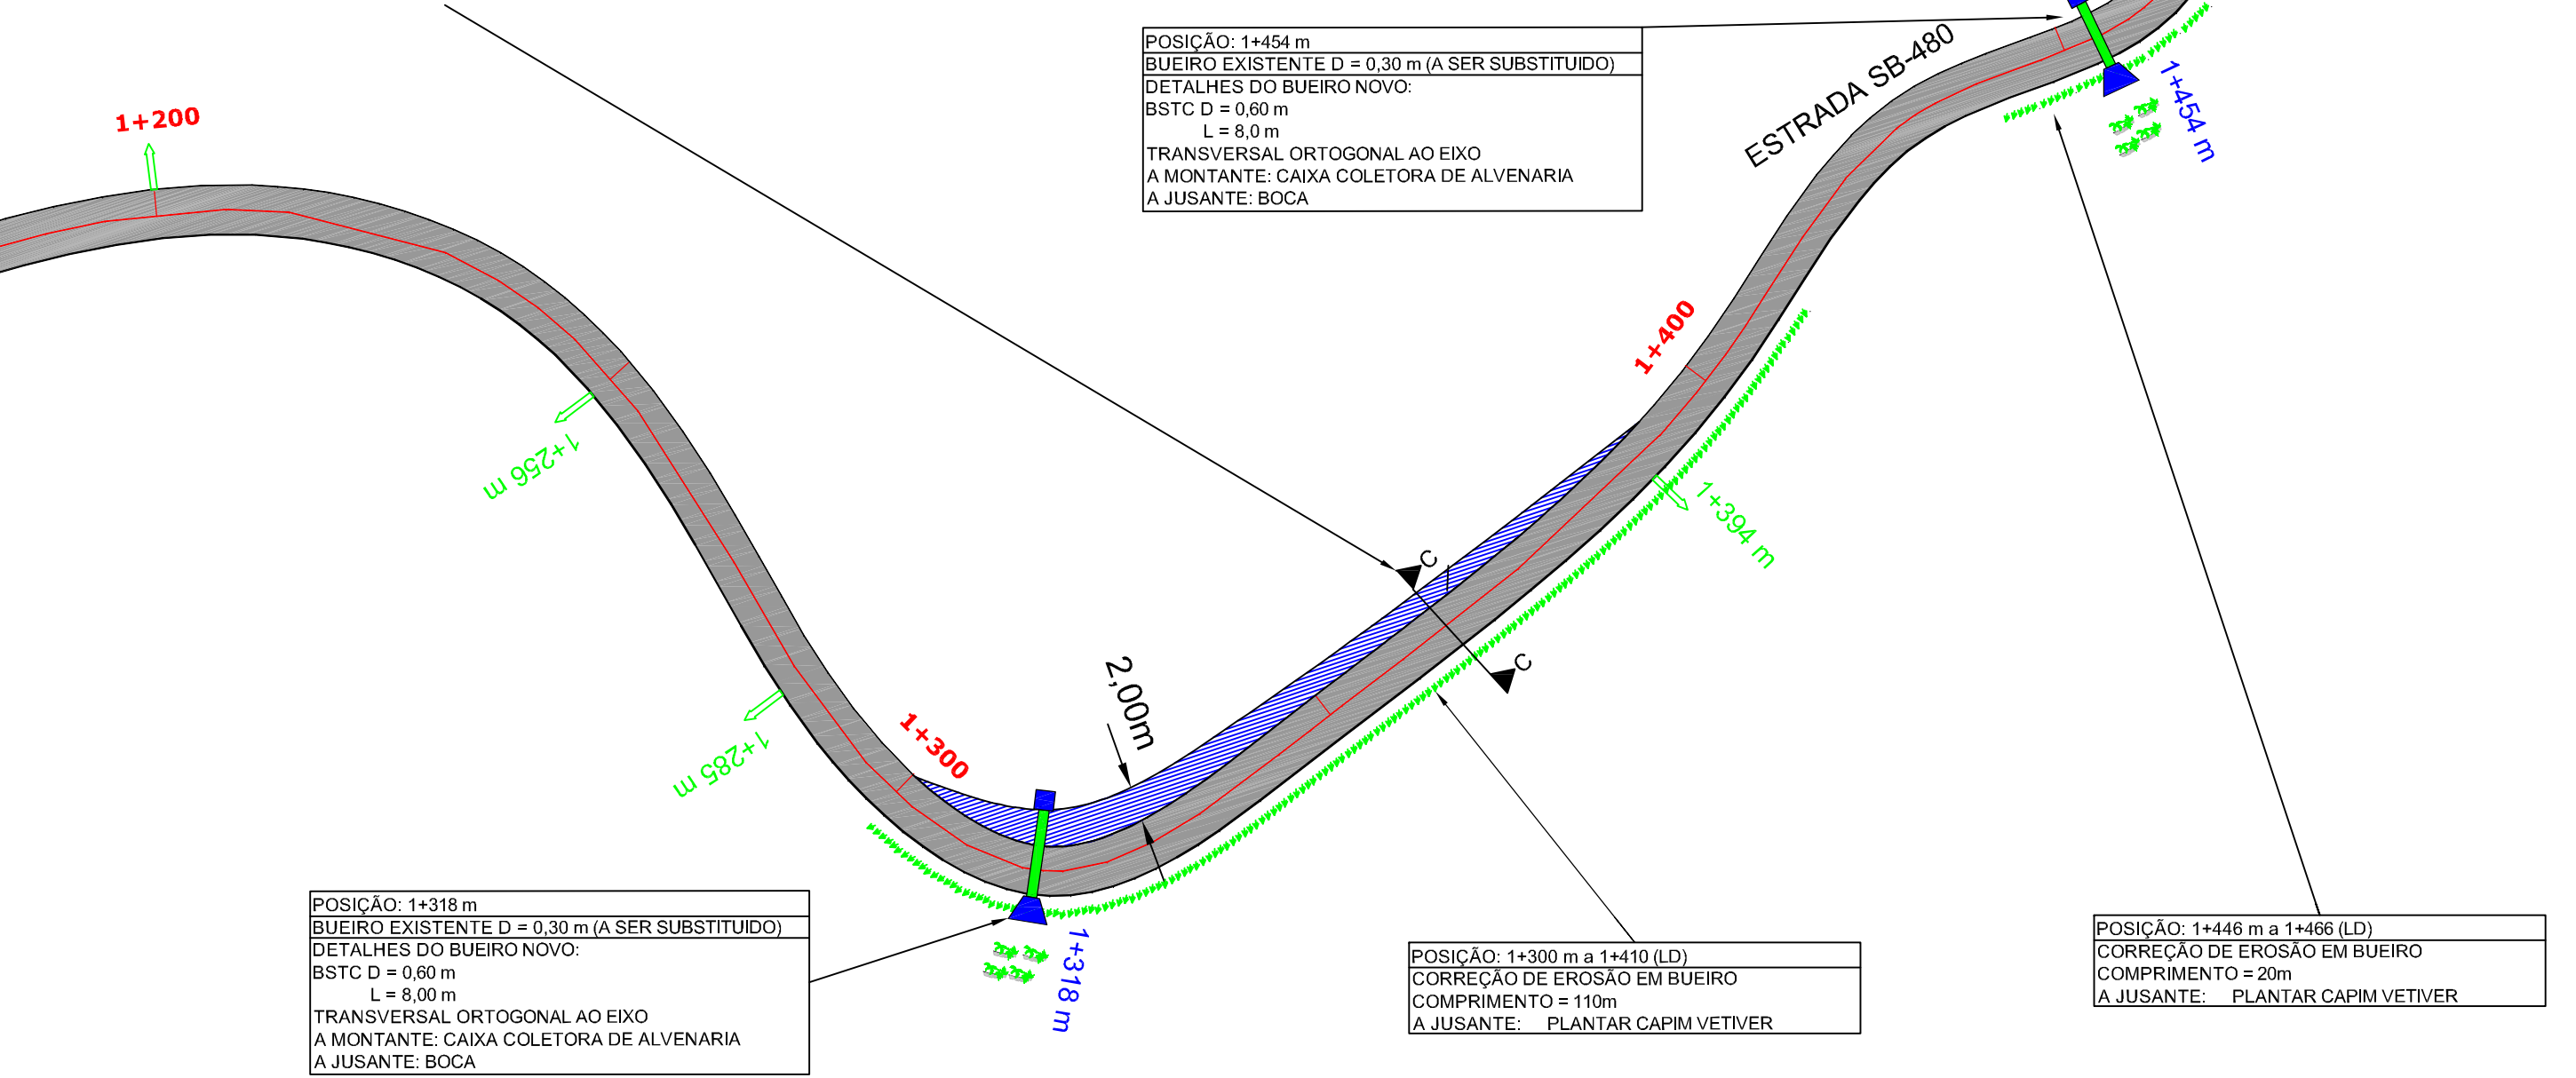 POSIÇÃO: 1+454 m
BUEIRO EXISTENTE D = 0,30 m (A SER SUBSTITUIDO)
DETALHES DO BUEIRO NOVO:
BSTC D = 0,60 m
L = 8,0 m
TRANSVERSAL ORTOGONAL AO EIXO
A MONTANTE: CAIXA COLETORA DE ALVENARIA
A JUSANTE: BOCA
ESTRADA SB-480
1+454 m
1+200
1+256 m
1+400
1+394 m
C
C
2,00m
1+285 m
1+300
1+318 m
POSIÇÃO: 1+318 m
BUEIRO EXISTENTE D = 0,30 m (A SER SUBSTITUIDO)
DETALHES DO BUEIRO NOVO:
BSTC D = 0,60 m
L = 8,00 m
TRANSVERSAL ORTOGONAL AO EIXO
A MONTANTE: CAIXA COLETORA DE ALVENARIA
A JUSANTE: BOCA
POSIÇÃO: 1+300 m a 1+410 (LD)
CORREÇÃO DE EROSÃO EM BUEIRO
COMPRIMENTO = 110m
A JUSANTE: PLANTAR CAPIM VETIVER
POSIÇÃO: 1+446 m a 1+466 (LD)
CORREÇÃO DE EROSÃO EM BUEIRO
COMPRIMENTO = 20m
A JUSANTE: PLANTAR CAPIM VETIVER